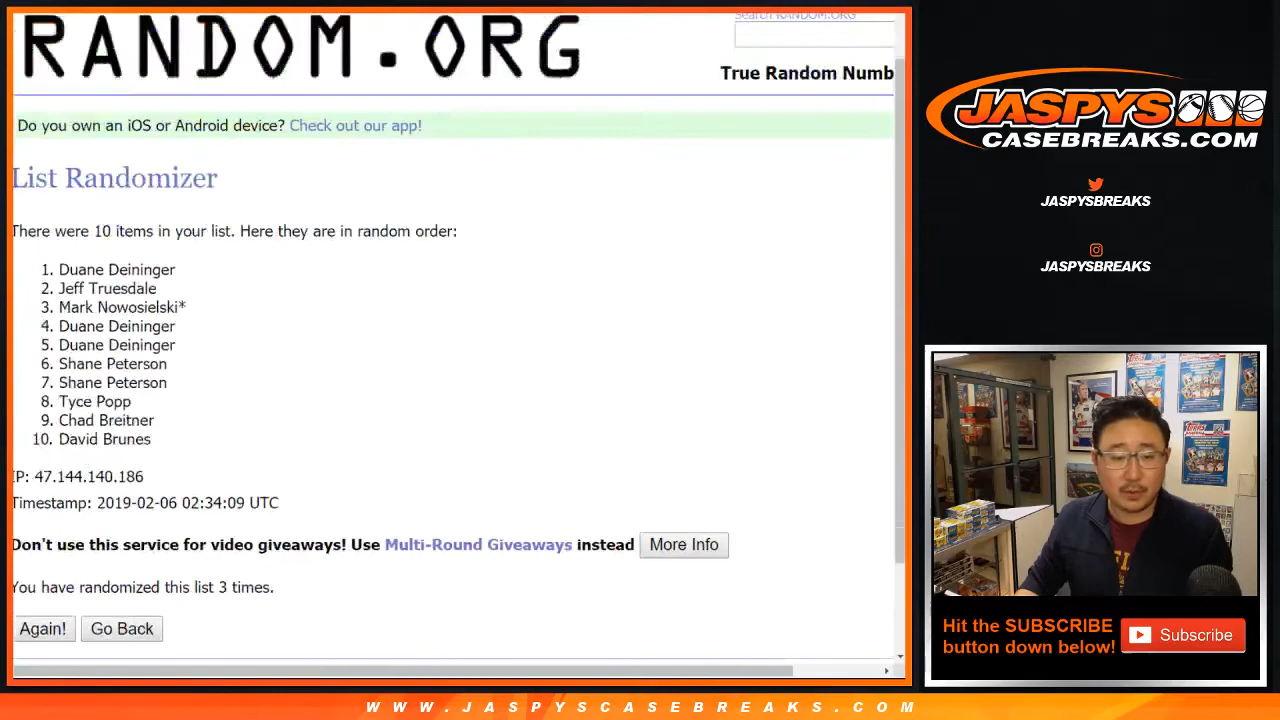 RANDOM.ORG
Search RANDOM.ORG
True Random Numb
Do you own an iOS or Android device? Check out our app!
List Randomizer
There were 10 items in your list. Here they are in random order:
1. Duane Deininger
2. Jeff Truesdale
3. Mark Nowosielski*
4. Duane Deininger
5. Duane Deininger
6. Shane Peterson
7. Shane Peterson
8. Tyce Popp
9. Chad Breitner
10. David Brunes
IP: 47.144.140.186
Timestamp: 2019-02-06 02:34:09 UTC
Don't use this service for video giveaways! Use Multi-Round Giveaways instead More Info
You have randomized this list 3 times.
Again! Go Back
JASPYS
CASEBREAKS.COM
JASPYSBREAKS
JASPYSBREAKS
Hit the SUBSCRIBE
button down below!
Subscribe
WWW.JASPYSCASEBREAKS.COM